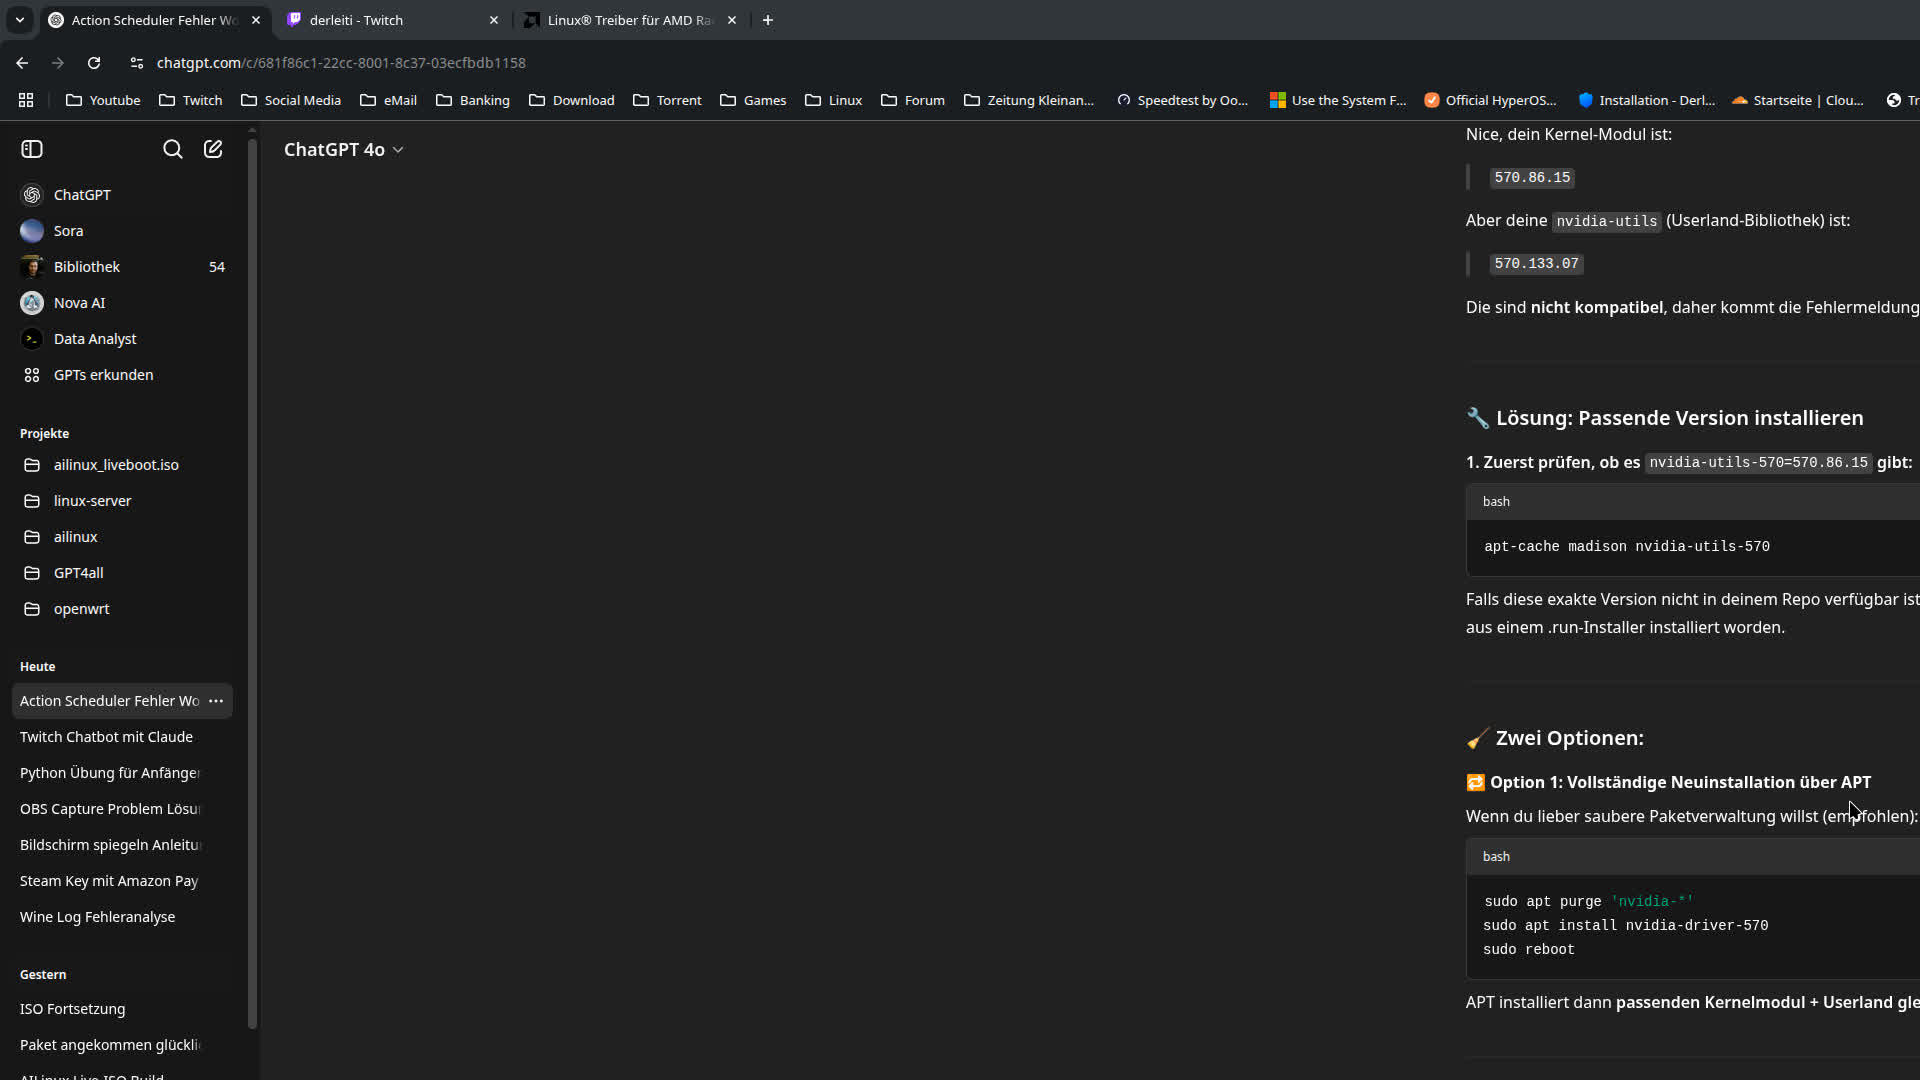 Action Scheduler Fehler Wo
derleiti - Twitch
Linux® Treiber für AMD Ra
chatgpt.com/c/681f86c1-22cc-8001-8c37-03ecfbdb1158
Youtube
Twitch
Social Media
eMail
Banking
Download
Torrent
Games
Linux
Forum
Zeitung Kleinan...
Speedtest by Oo...
Use the System F...
Official HyperOS...
Installation - Derl...
Startseite | Clou...
Tr
ChatGPT
Sora
Bibliothek 54
Nova AI
Data Analyst
GPTs erkunden
Projekte
ailinux_liveboot.iso
linux-server
ailinux
GPT4all
openwrt
Heute
Action Scheduler Fehler Wo
Twitch Chatbot mit Claude
Python Übung für Anfänger
OBS Capture Problem Lösu
Bildschirm spiegeln Anleitu
Steam Key mit Amazon Pay
Wine Log Fehleranalyse
Gestern
ISO Fortsetzung
Paket angekommen glückli
AILinux Live ISO Build
ChatGPT 4o
Nice, dein Kernel-Modul ist:
570.86.15
Aber deine nvidia-utils (Userland-Bibliothek) ist:
570.133.07
Die sind nicht kompatibel, daher kommt die Fehlermeldung
🔧 Lösung: Passende Version installieren
1. Zuerst prüfen, ob es nvidia-utils-570=570.86.15 gibt:
bash
apt-cache madison nvidia-utils-570
Falls diese exakte Version nicht in deinem Repo verfügbar ist
aus einem .run-Installer installiert worden.
🧹 Zwei Optionen:
🔁 Option 1: Vollständige Neuinstallation über APT
Wenn du lieber saubere Paketverwaltung willst (empfohlen):
bash
sudo apt purge 'nvidia-*'
sudo apt install nvidia-driver-570
sudo reboot
APT installiert dann passenden Kernelmodul + Userland gle